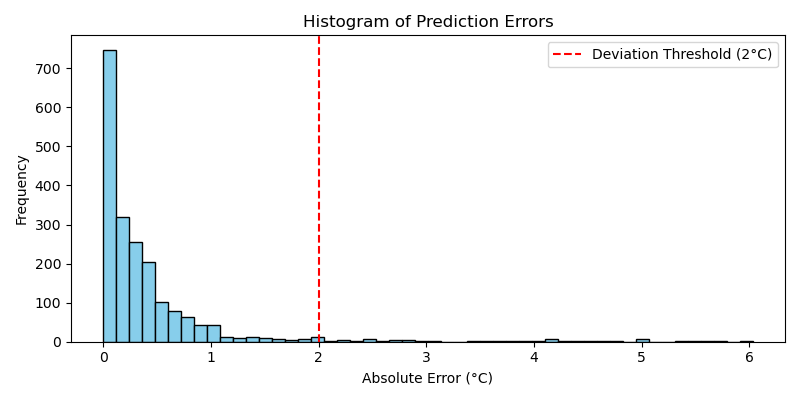 Histogram of Prediction Errors
Deviation Threshold (2°C)
Frequency
700
600
500
400
300
200
100
0
0 1 2 3 4 5 6
Absolute Error (°C)